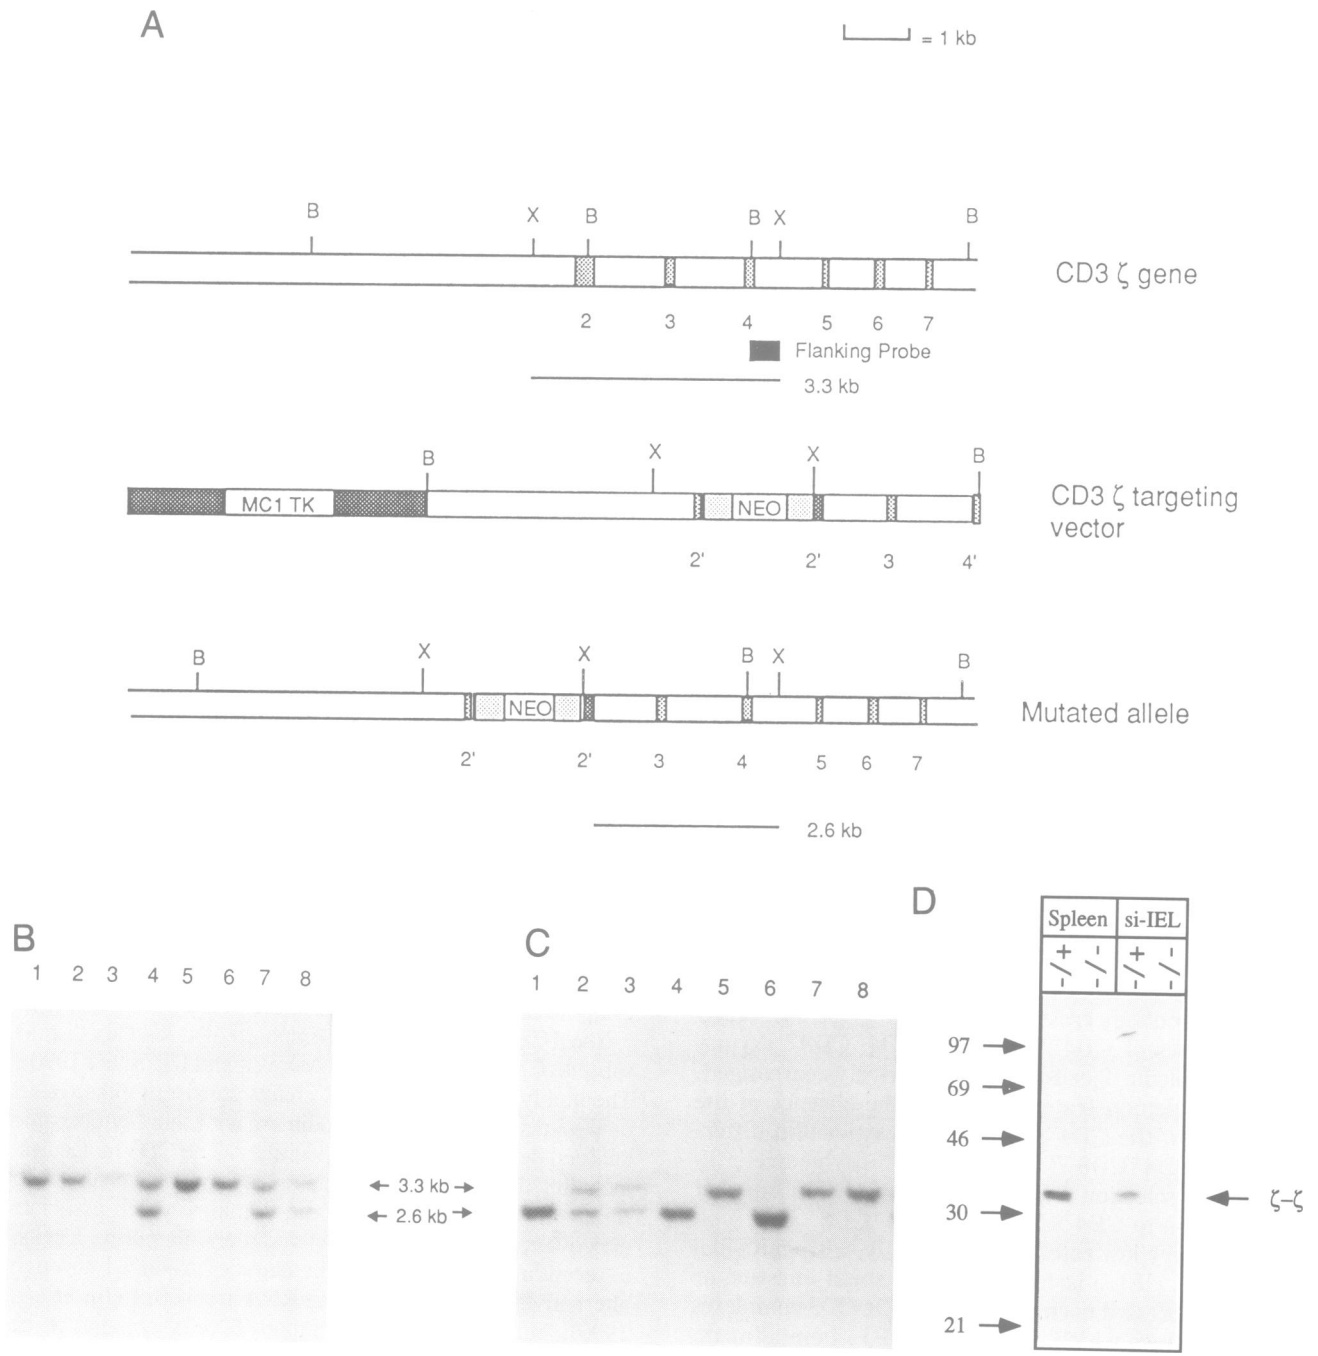 A
= 1 kb
B X B B X B
CD3 ζ gene
2 3 4 5 6 7
Flanking Probe
3.3 kb
B X X B
MC1 TK NEO
CD3 ζ targeting
vector
2' 2' 3 4'
B X X B X B
NEO
Mutated allele
2' 2' 3 4 5 6 7
2.6 kb
B
1 2 3 4 5 6 7 8
3.3 kb
2.6 kb
C
1 2 3 4 5 6 7 8
D
Spleen si-IEL
+/- -/- +/- -/-
97
69
46
30
21
ζ–ζ